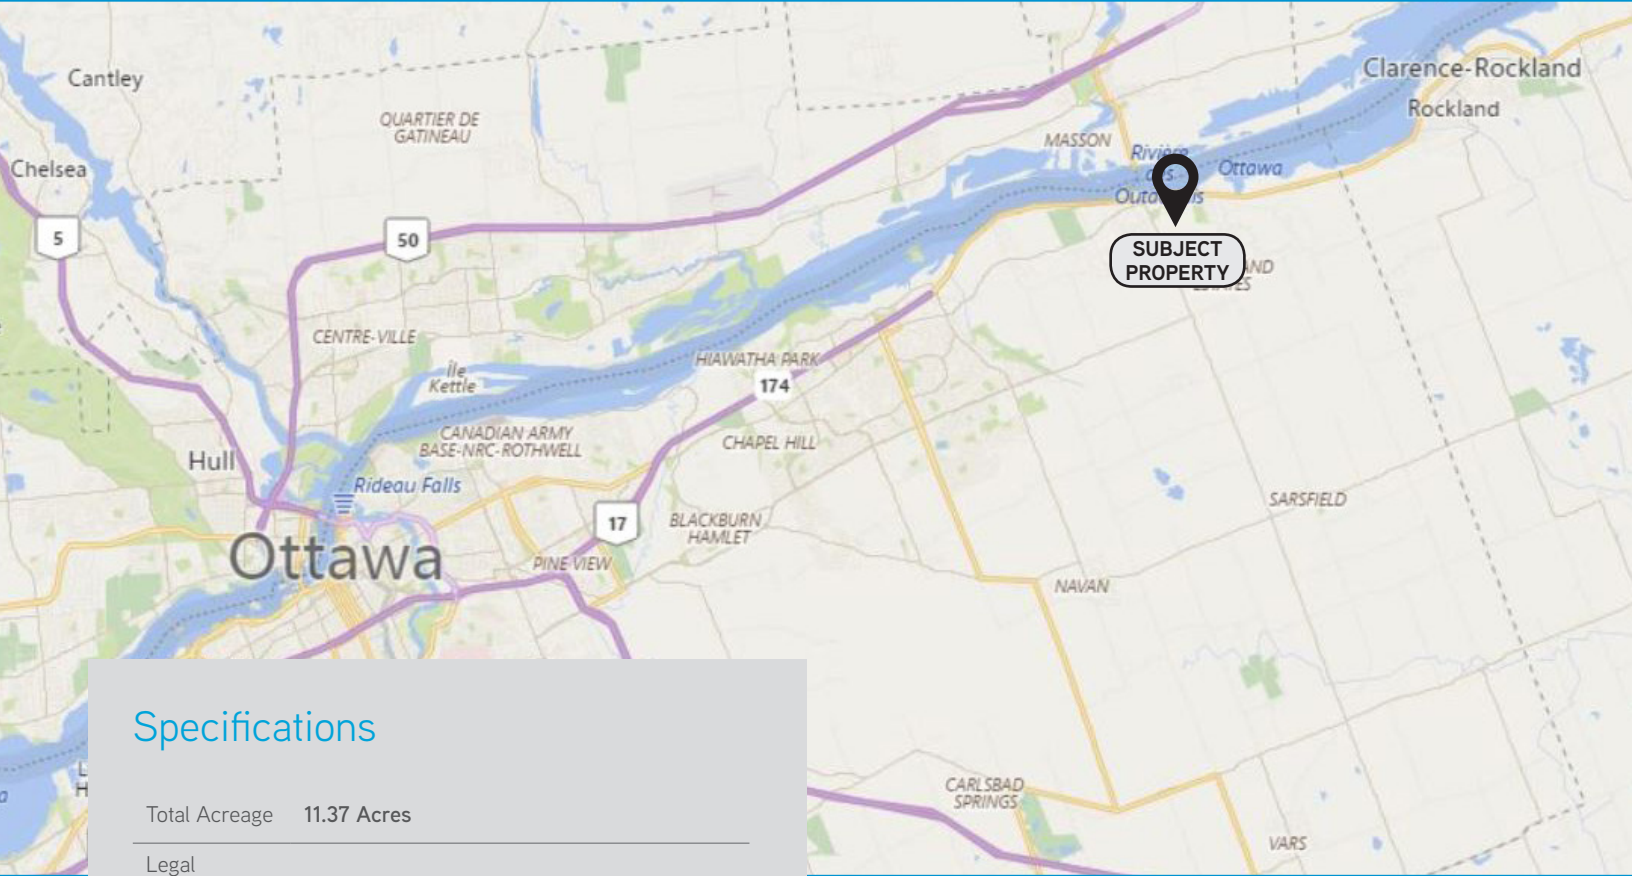 Cantley
Clarence-Rockland
Rockland
QUARTIER DE
GATINEAU
MASSON
Rivière
des
Chelsea
Ottawa
5
50
SUBJECT
PROPERTY
CENTRE-VILLE
HIAWATHA PARK
Île
Kettle
174
CANADIAN ARMY
BASE-NRC-ROTHWELL
CHAPEL HILL
Hull
Rideau Falls
SARSFIELD
17
BLACKBURN
HAMLET
Ottawa
PINE VIEW
NAVAN
Specifications
CARLSBAD
SPRINGS
Total Acreage 11.37 Acres
VARS
Legal